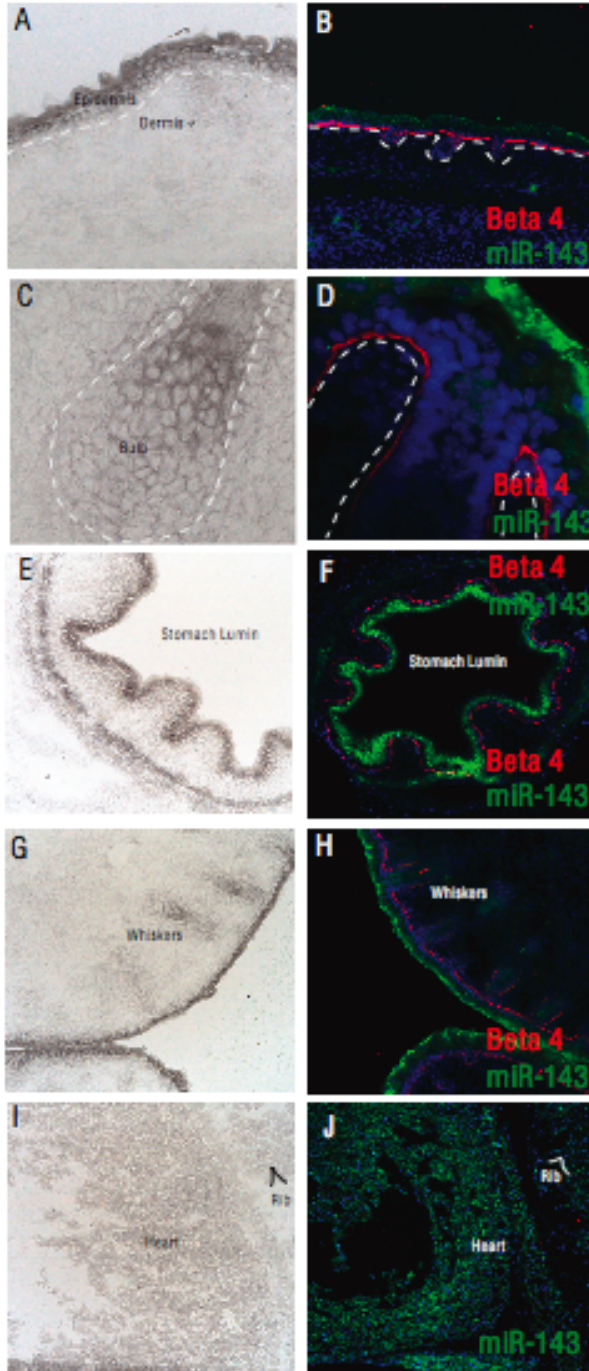 A
Epidermis
Dermis
B
Beta 4
miR-143
C
Bulb
D
Beta 4
miR-143
E
Stomach Lumin
F
Beta 4
miR-143
Stomach Lumin
Beta 4
miR-143
G
Whiskers
H
Whiskers
Beta 4
miR-143
I
Rib
Heart
J
Rib
Heart
miR-143